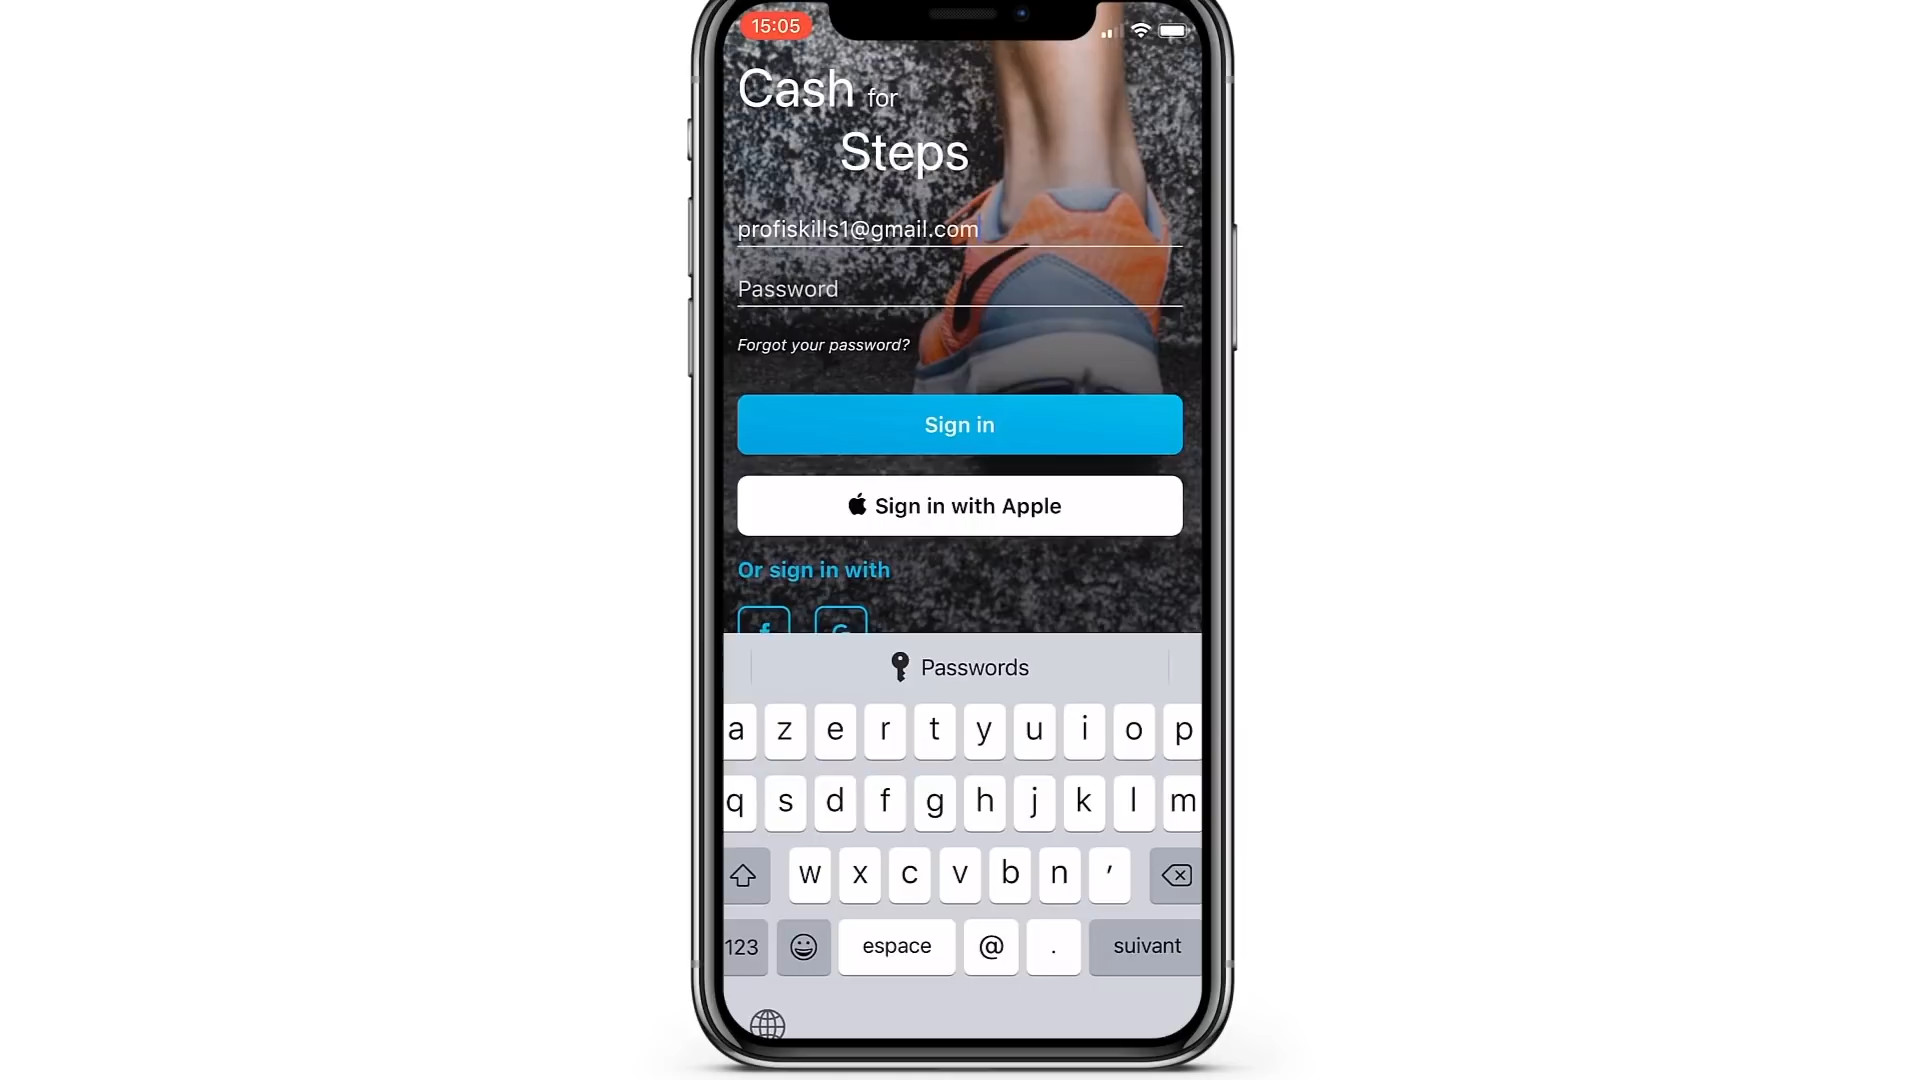 15:05
Cash for
Steps
profiskills1@gmail.com
Password
Forgot your password?
Sign in
Sign in with Apple
Or sign in with
f G
Passwords
a z e r t y u i o p
q s d f g h j k l m
w x c v b n ’
123 espace @ . suivant